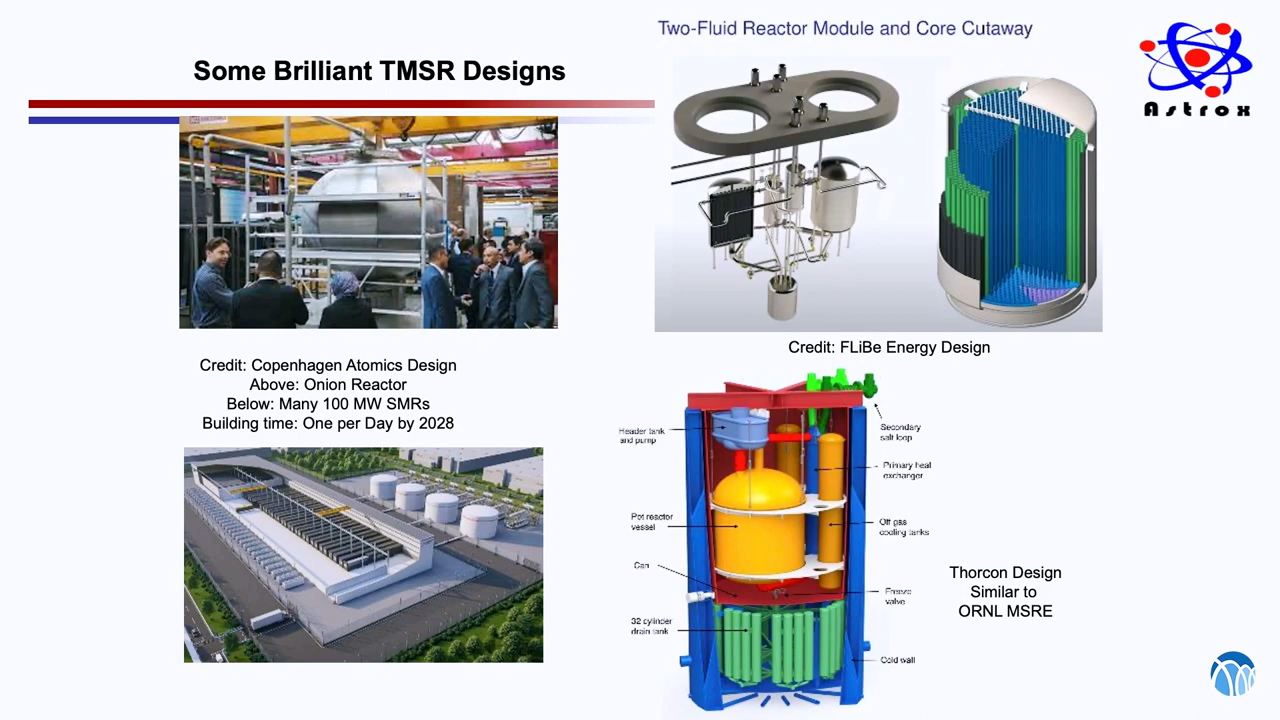 Some Brilliant TMSR Designs
Two-Fluid Reactor Module and Core Cutaway
Astrox
Credit: Copenhagen Atomics Design
Above: Onion Reactor
Below: Many 100 MW SMRs
Building time: One per Day by 2028
Credit: FLiBe Energy Design
Header tank
and pump
Secondary
salt loop
Primary heat
exchanger
Pot reactor
vessel
Off gas
cooling tanks
Can
Freeze
valve
32 cylinder
drain tank
Cold wall
Thorcon Design
Similar to
ORNL MSRE